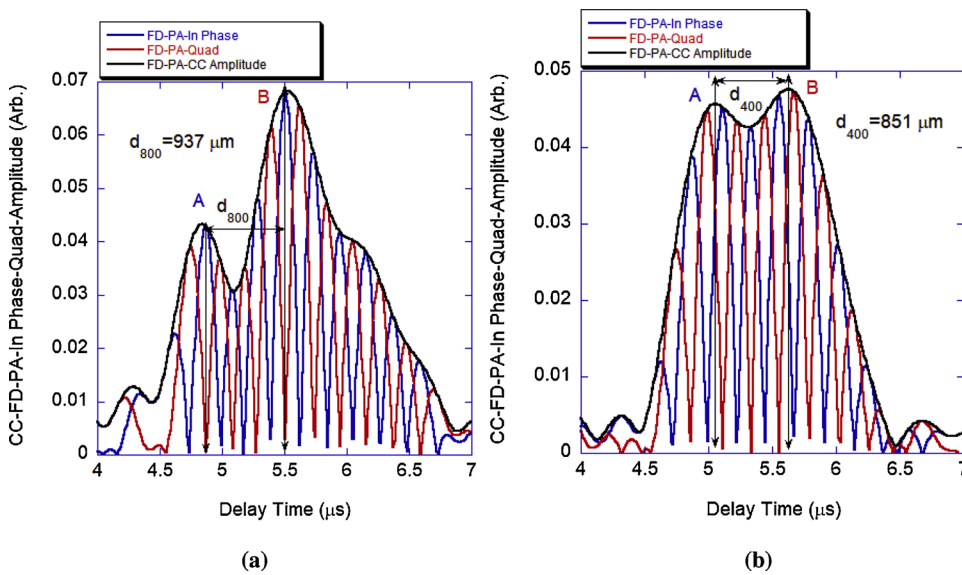 FD-PA-In Phase
FD-PA-Quad
FD-PA-CC Amplitude
(a)
CC-FD-PA-In Phase-Quad-Amplitude (Arb.)
0.07
0.06
0.05
0.04
0.03
0.02
0.01
0
B
d800=937 μm
A
d800
4 4.5 5 5.5 6 6.5 7
Delay Time (μs)
(a)
FD-PA-In Phase
FD-PA-Quad
FD-PA-CC Amplitude
b)
CC-FD-PA-In Phase-Quad-Amplitude (Arb.)
0.05
0.04
0.03
0.02
0.01
0
A
d400
B
d400=851 μm
4 4.5 5 5.5 6 6.5 7
Delay Time (μs)
(b)